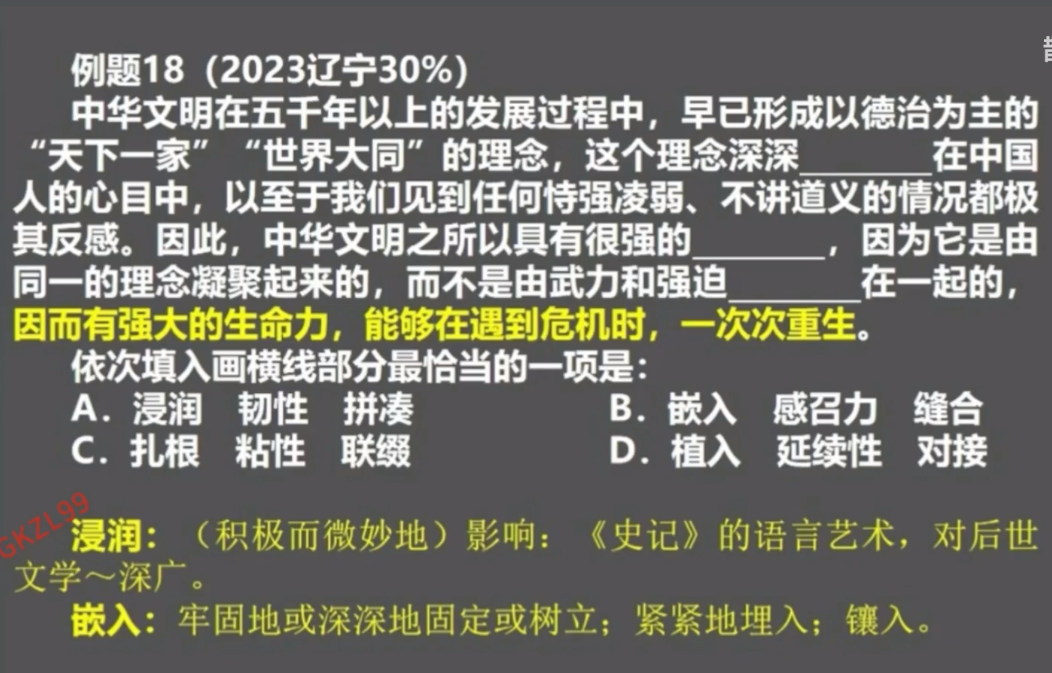 例题18（2023辽宁30%）
中华文明在五千年以上的发展过程中，早已形成以德治为主的
“天下一家”“世界大同”的理念，这个理念深深_______在中国
人的心目中，以至于我们见到任何恃强凌弱、不讲道义的情况都极
其反感。因此，中华文明之所以具有很强的_______，因为它是由
同一的理念凝聚起来的，而不是由武力和强迫_______在一起的，
因而有强大的生命力，能够在遇到危机时，一次次重生。
依次填入画横线部分最恰当的一项是：
A．浸润 韧性 拼凑 B．嵌入 感召力 缝合
C．扎根 粘性 联缀 D．植入 延续性 对接
GKZL99
浸润：（积极而微妙地）影响：《史记》的语言艺术，对后世
文学～深广。
嵌入：牢固地或深深地固定或树立；紧紧地埋入；镶入。